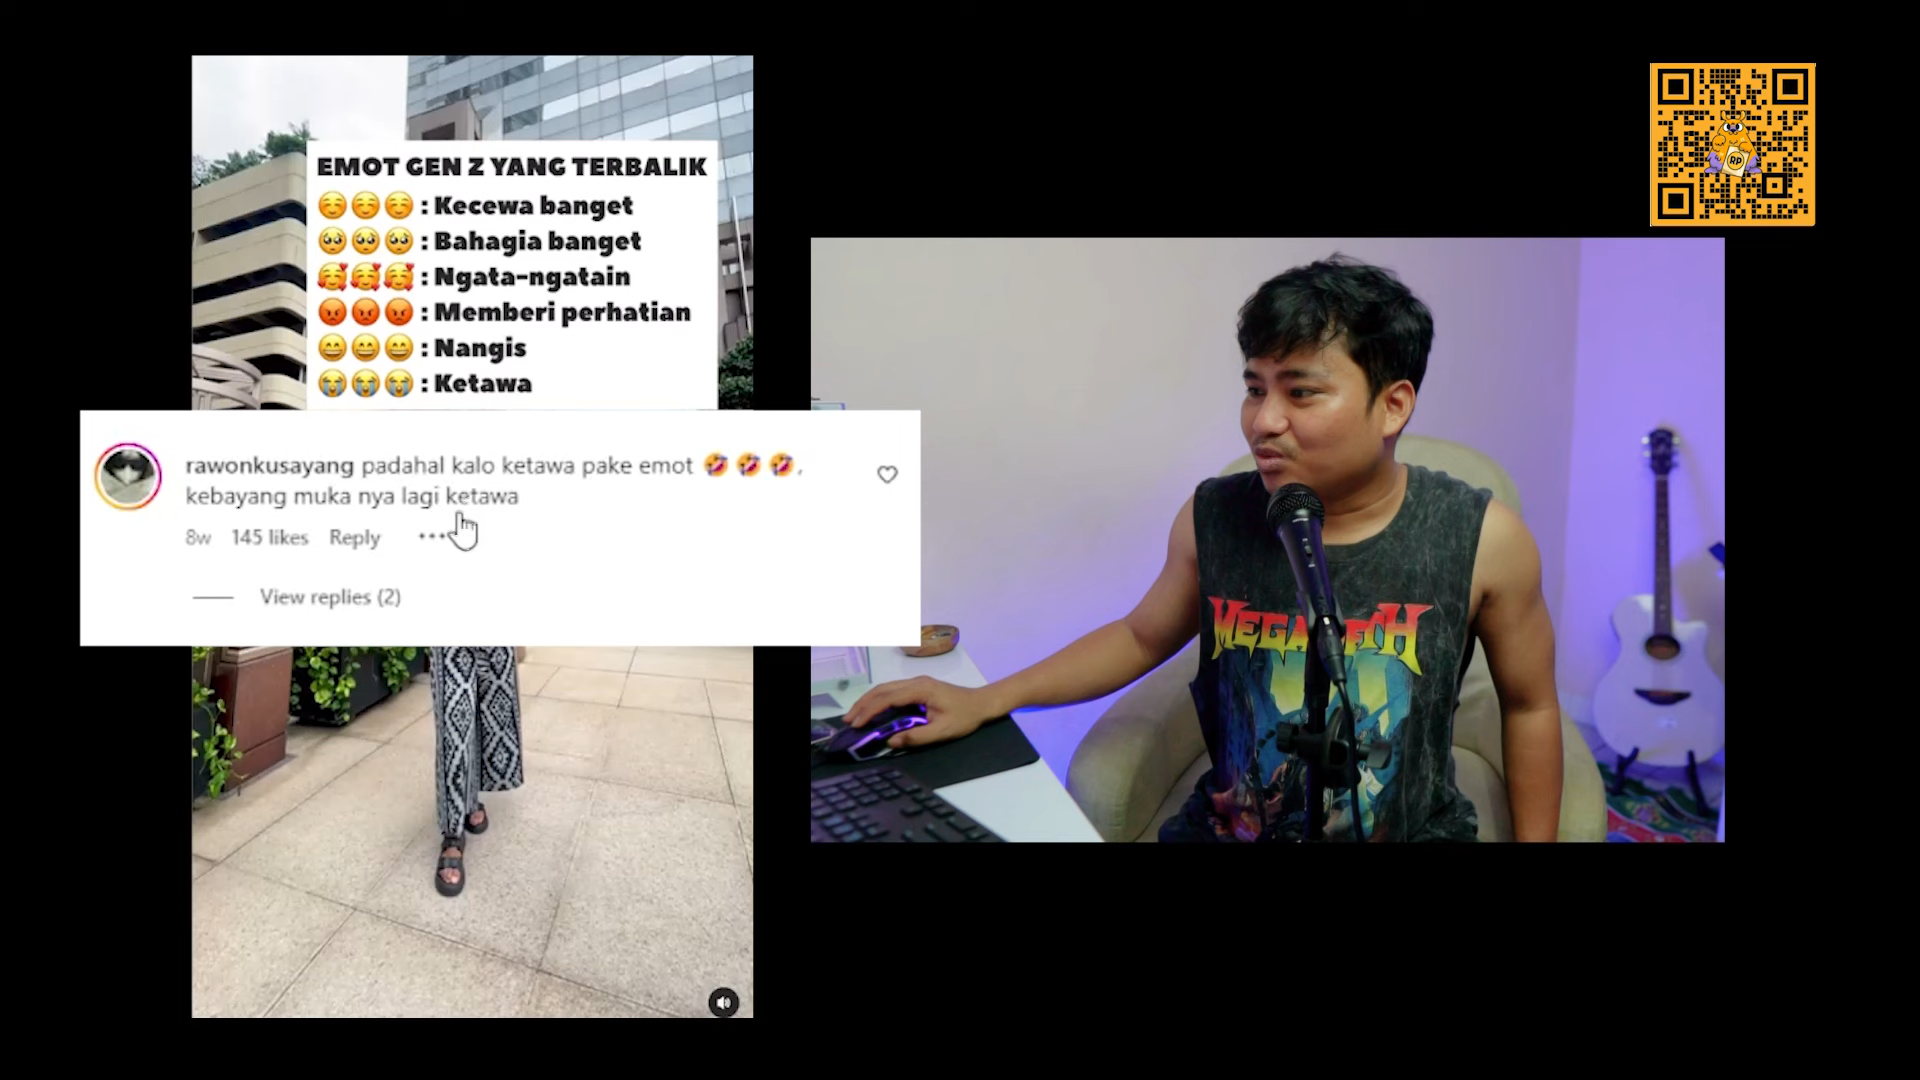 EMOT GEN Z YANG TERBALIK
☺️☺️☺️ : Kecewa banget
🥺🥺🥺 : Bahagia banget
🥰🥰🥰 : Ngata-ngatain
😡😡😡 : Memberi perhatian
😄😄😄 : Nangis
😭😭😭 : Ketawa
rawonkusayang padahal kalo ketawa pake emot 🤣🤣🤣,
kebayang muka nya lagi ketawa
8w 145 likes Reply ...
View replies (2)
RP